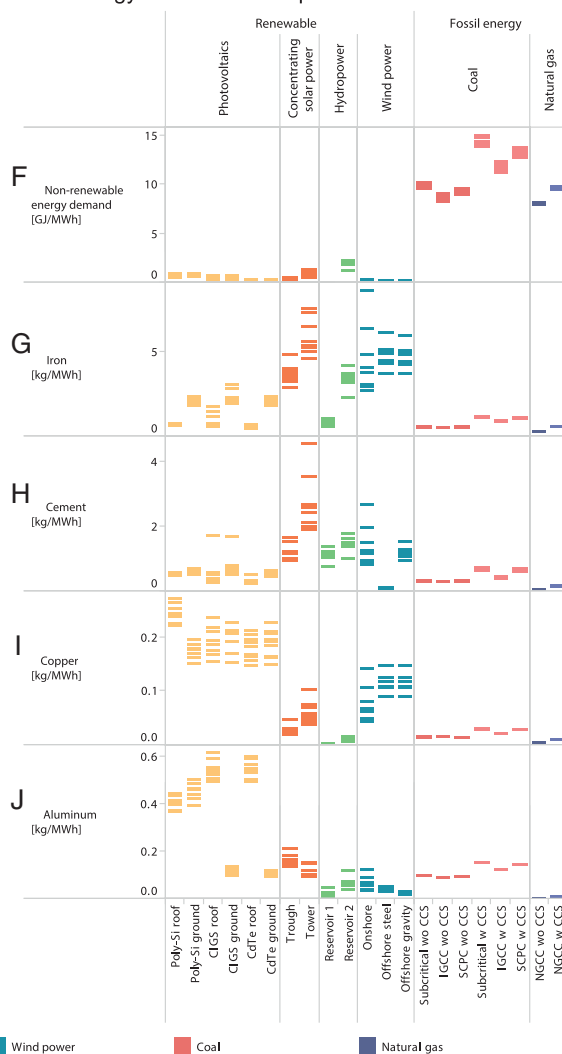 Renewable Fossil energy
Photovoltaics
Concentrating
solar power
Hydropower
Wind power
Coal
Natural gas
F
Non-renewable
energy demand
[GJ/MWh]
15
10
5
0
G
Iron
[kg/MWh]
5
0
H
Cement
[kg/MWh]
4
2
0
I
Copper
[kg/MWh]
0.2
0.1
0.0
J
Aluminum
[kg/MWh]
0.6
0.4
0.2
0.0
Poly-Si roof
Poly-Si ground
CIGS roof
CIGS ground
CdTe roof
CdTe ground
Trough
Tower
Reservoir 1
Reservoir 2
Onshore
Offshore steel
Offshore gravity
Subcritical wo CCS
IGCC wo CCS
SCPC wo CCS
Subcritical w CCS
IGCC w CCS
SCPC w CCS
NGCC wo CCS
NGCC w CCS
Wind power Coal Natural gas